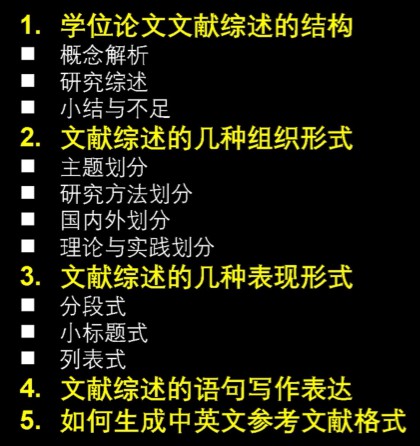 1. 学位论文文献综述的结构
■ 概念解析
■ 研究综述
■ 小结与不足
2. 文献综述的几种组织形式
■ 主题划分
■ 研究方法划分
■ 国内外划分
■ 理论与实践划分
3. 文献综述的几种表现形式
■ 分段式
■ 小标题式
■ 列表式
4. 文献综述的语句写作表达
5. 如何生成中英文参考文献格式